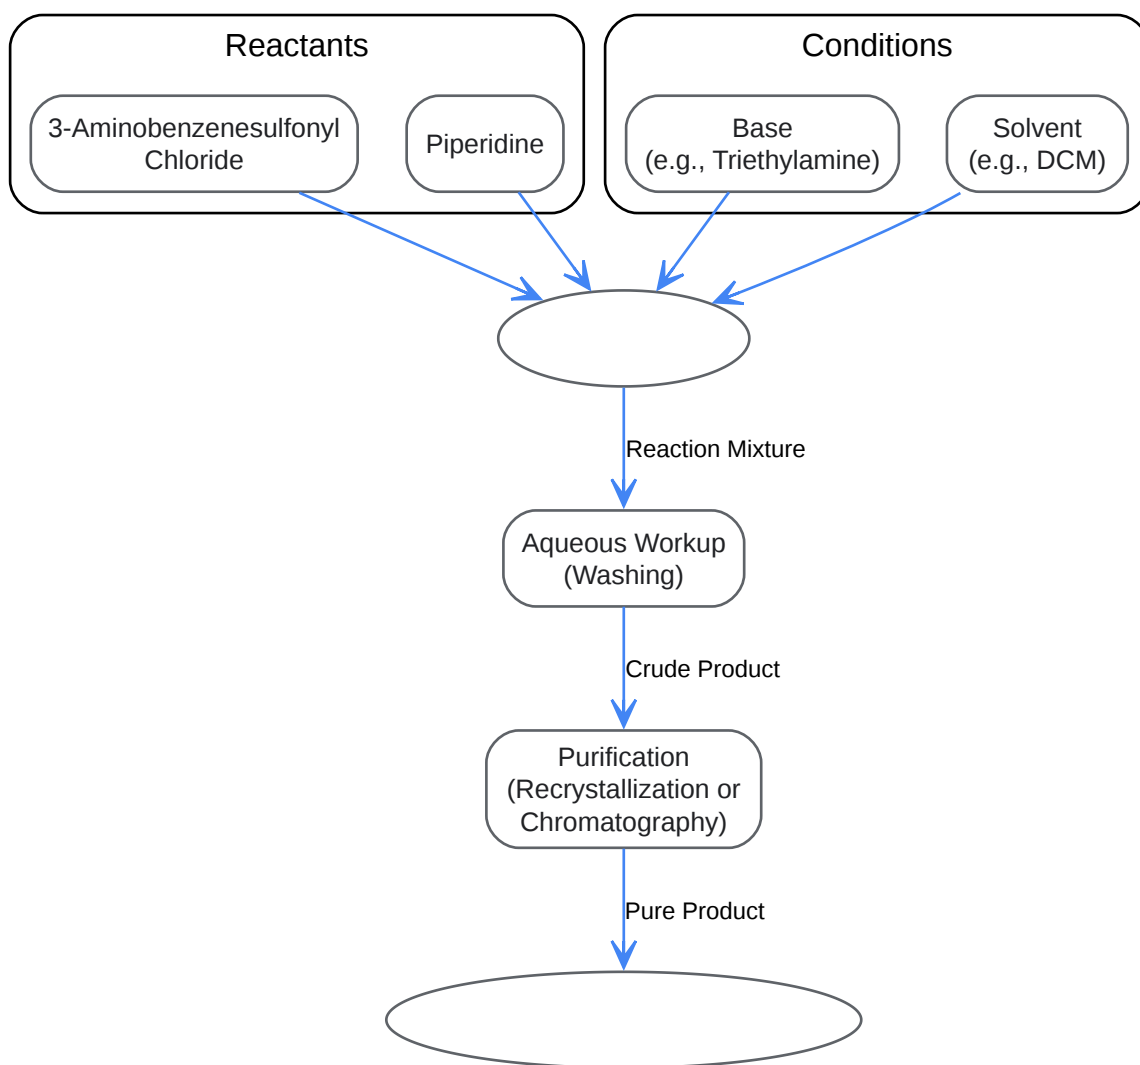 Reactants
Conditions
3-Aminobenzenesulfonyl
Chloride
Piperidine
Base
(e.g., Triethylamine)
Solvent
(e.g., DCM)
Reaction Mixture
Aqueous Workup
(Washing)
Crude Product
Purification
(Recrystallization or
Chromatography)
Pure Product